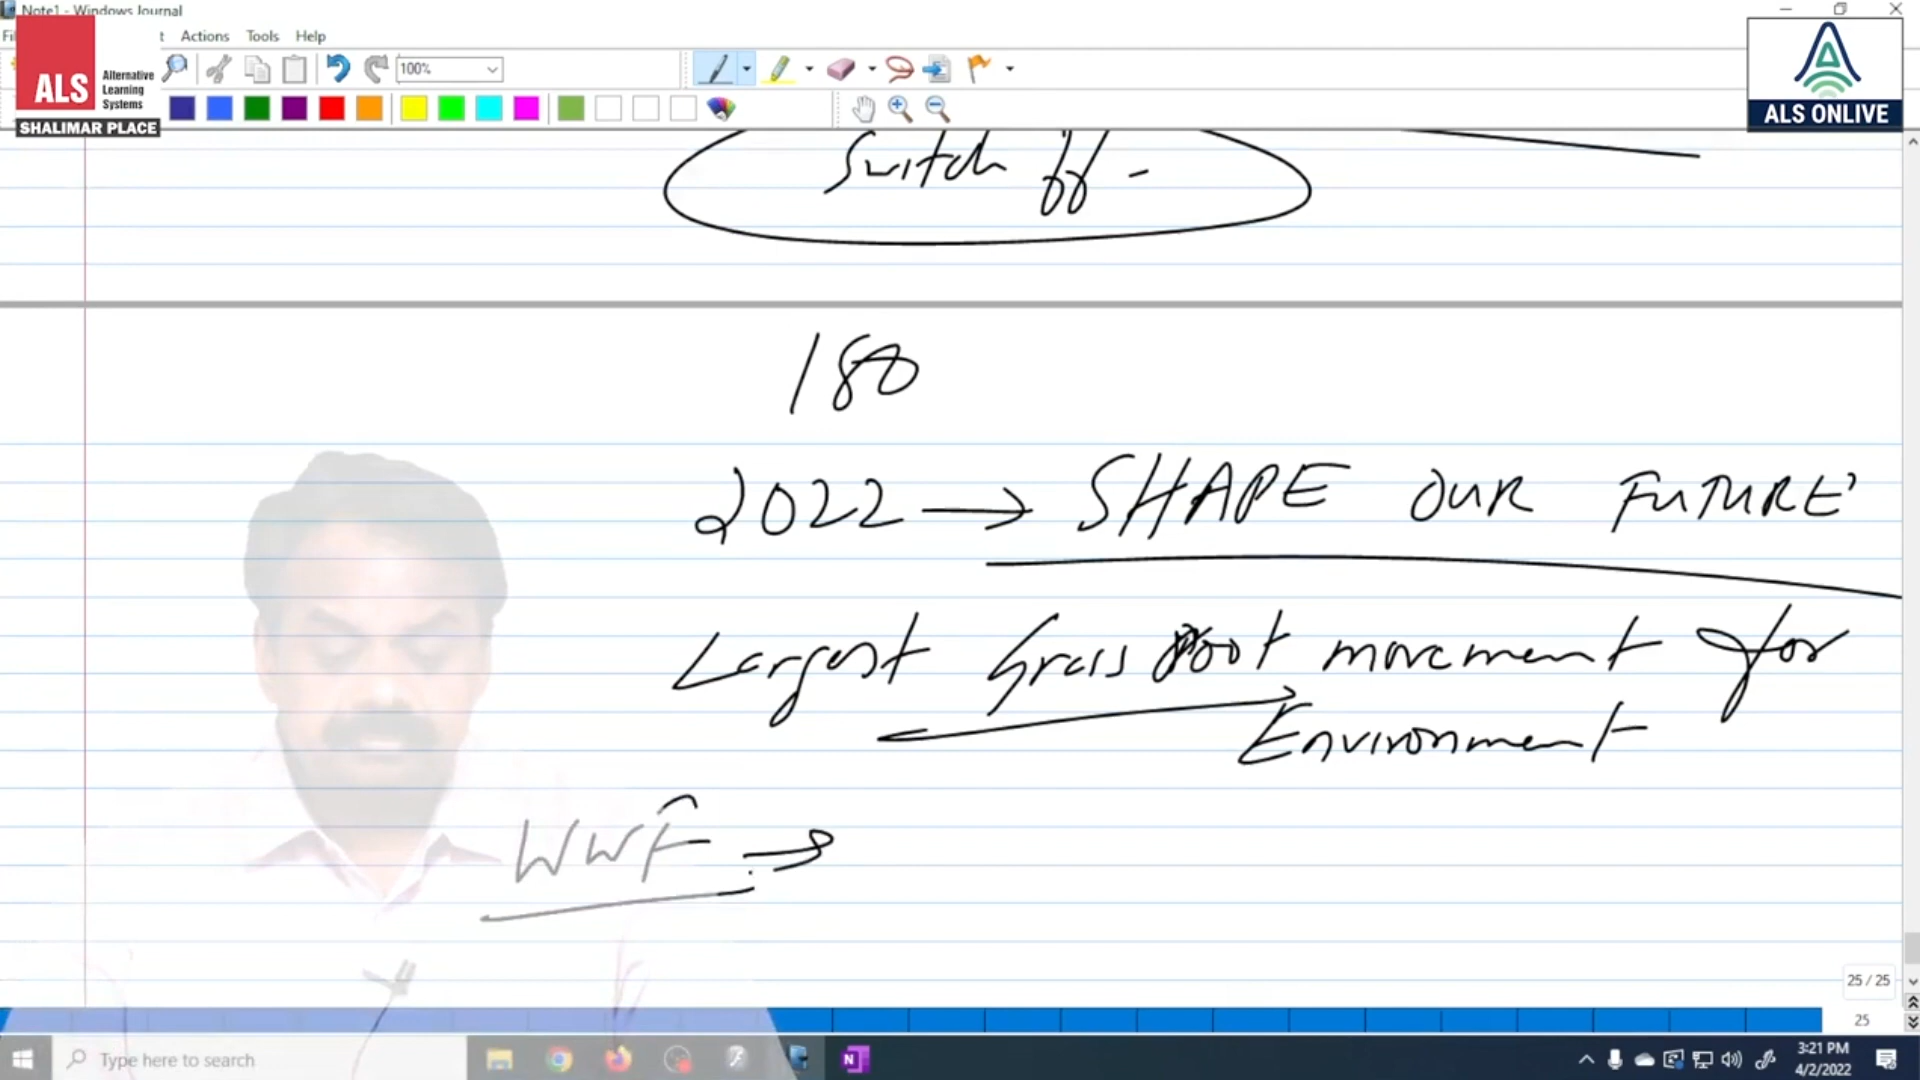 Note1 - Windows Journal
Actions Tools Help
ALS
Alternative
Learning
Systems
SHALIMAR PLACE
100%
ALS ONLIVE
Switch off -
180
2022 → SHAPE OUR FUTURE'
Largest Grass root movement for
Environment
WWF →
25 / 25
25
Type here to search
3:21 PM
4/2/2022